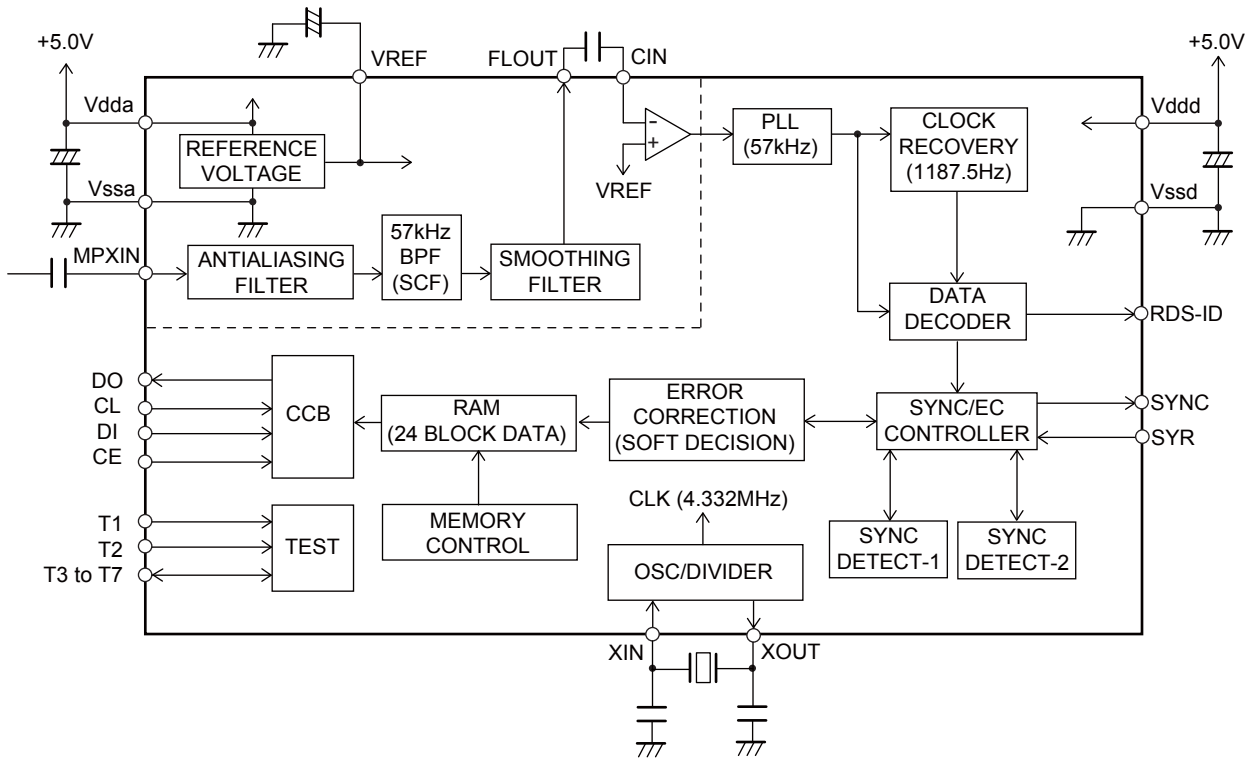 +5.0V
VREF
FLOUT
CIN
+5.0V
Vdda
REFERENCE
VOLTAGE
-
+
VREF
PLL
(57kHz)
CLOCK
RECOVERY
(1187.5Hz)
Vddd
Vssa
Vssd
MPXIN
ANTIALIASING
FILTER
57kHz
BPF
(SCF)
SMOOTHING
FILTER
DATA
DECODER
RDS-ID
DO
CL
DI
CE
CCB
RAM
(24 BLOCK DATA)
ERROR
CORRECTION
(SOFT DECISION)
SYNC/EC
CONTROLLER
SYNC
SYR
T1
T2
T3 to T7
TEST
MEMORY
CONTROL
CLK (4.332MHz)
OSC/DIVIDER
SYNC
DETECT-1
SYNC
DETECT-2
XIN
XOUT